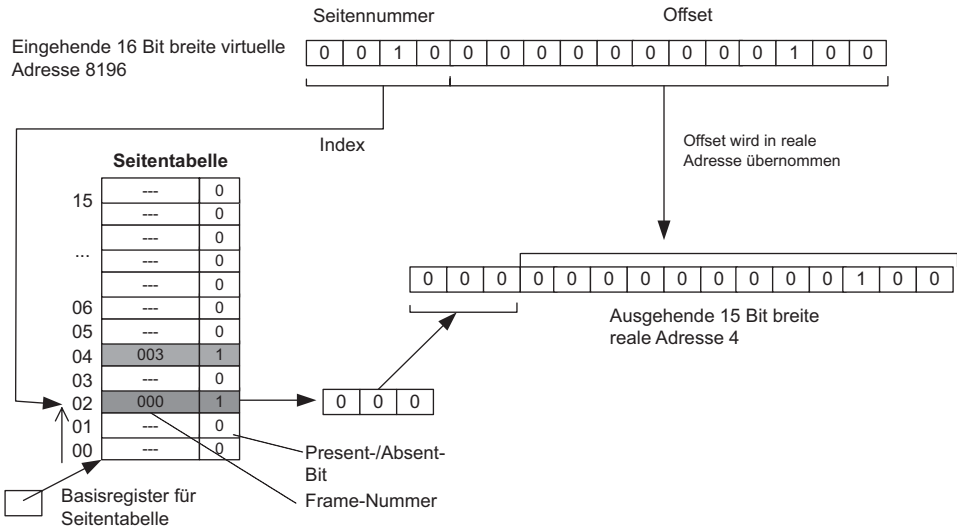 Seitennummer Offset
Eingehende 16 Bit breite virtuelle
Adresse 8196
0 0 1 0 0 0 0 0 0 0 0 0 0 1 0 0
Index
Offset wird in reale
Adresse übernommen
Seitentabelle
15 --- 0
--- 0
--- 0
... --- 0
--- 0
06 --- 0
05 --- 0
04 003 1
03 --- 0
02 000 1
01 --- 0
00 --- 0
0 0 0 0 0 0 0 0 0 0 0 0 1 0 0
Ausgehende 15 Bit breite
reale Adresse 4
0 0 0
Present-/Absent-
Bit
Frame-Nummer
Basisregister für
Seitentabelle